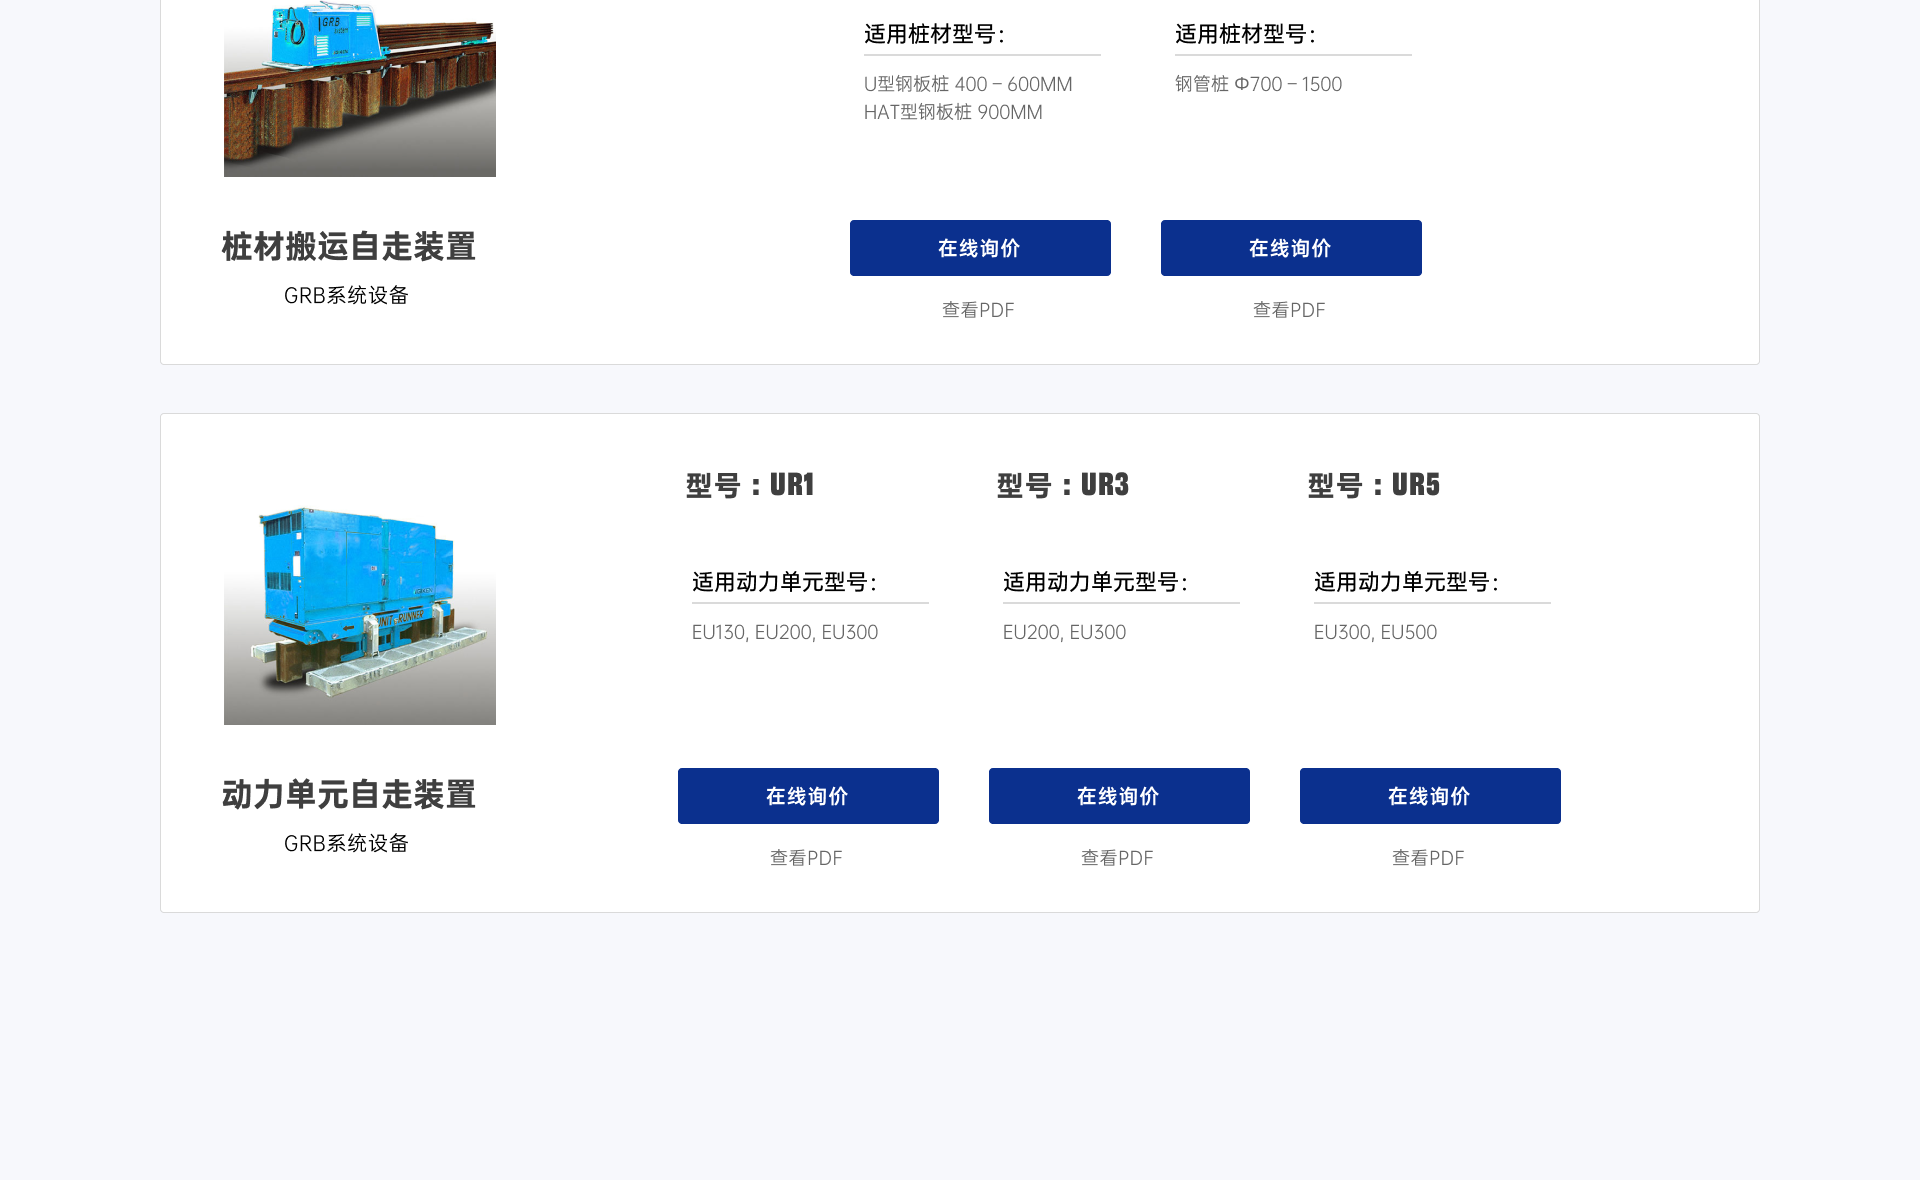 GRB
适用桩材型号：
适用桩材型号：
U型钢板桩 400 – 600MM
HAT型钢板桩 900MM
钢管桩 Φ700 – 1500
桩材搬运自走装置
GRB系统设备
在线询价
在线询价
查看PDF
查看PDF
型号：UR1
型号：UR3
型号：UR5
适用动力单元型号：
适用动力单元型号：
适用动力单元型号：
EU130, EU200, EU300
EU200, EU300
EU300, EU500
UNIT RUNNER
动力单元自走装置
GRB系统设备
在线询价
在线询价
在线询价
查看PDF
查看PDF
查看PDF